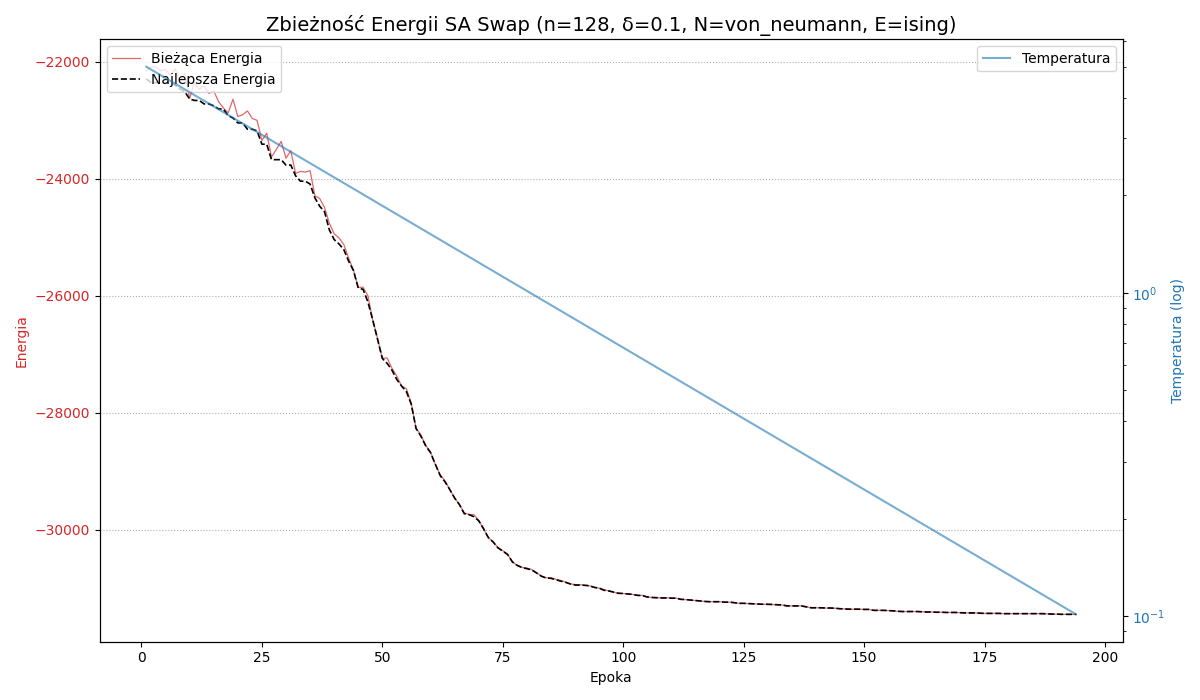 Zbieżność Energii SA Swap (n=128, δ=0.1, N=von_neumann, E=ising)
Bieżąca Energia
Najlepsza Energia
Temperatura
−22000
−24000
−26000
−28000
−30000
Energia
10⁰
10⁻¹
Temperatura (log)
0 25 50 75 100 125 150 175 200
Epoka